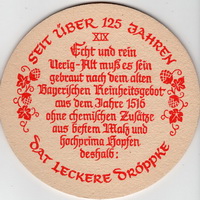 SEIT ÜBER 125 JAHREN
XIX
Echt und rein
Uerig-Alt muß es sein
gebraut nach dem alten
Bayerischen Reinheitsgebot
aus dem Jahre 1516
ohne chemischen Zusätze
aus bestem Malz und
hochprima Hopfen
deshalb:
DAT LECKERE DRÖPPKE